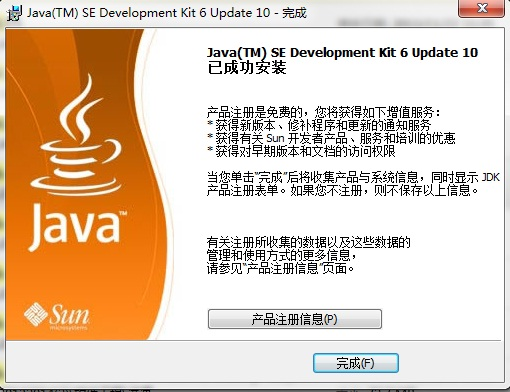 Java(TM) SE Development Kit 6 Update 10 - 完成
Java(TM) SE Development Kit 6 Update 10
已成功安装
产品注册是免费的，您将获得如下增值服务：
* 获得新版本、修补程序和更新的通知服务
* 获得有关 Sun 开发者产品、服务和培训的优惠
* 获得对早期版本和文档的访问权限
当您单击“完成”后将收集产品与系统信息，同时显示 JDK
产品注册表单。如果您不注册，则不保存以上信息。
Java™
有关注册所收集的数据以及这些数据的
管理和使用方式的更多信息，
请参见“产品注册信息”页面。
Sun
microsystems
产品注册信息(P)
完成(F)